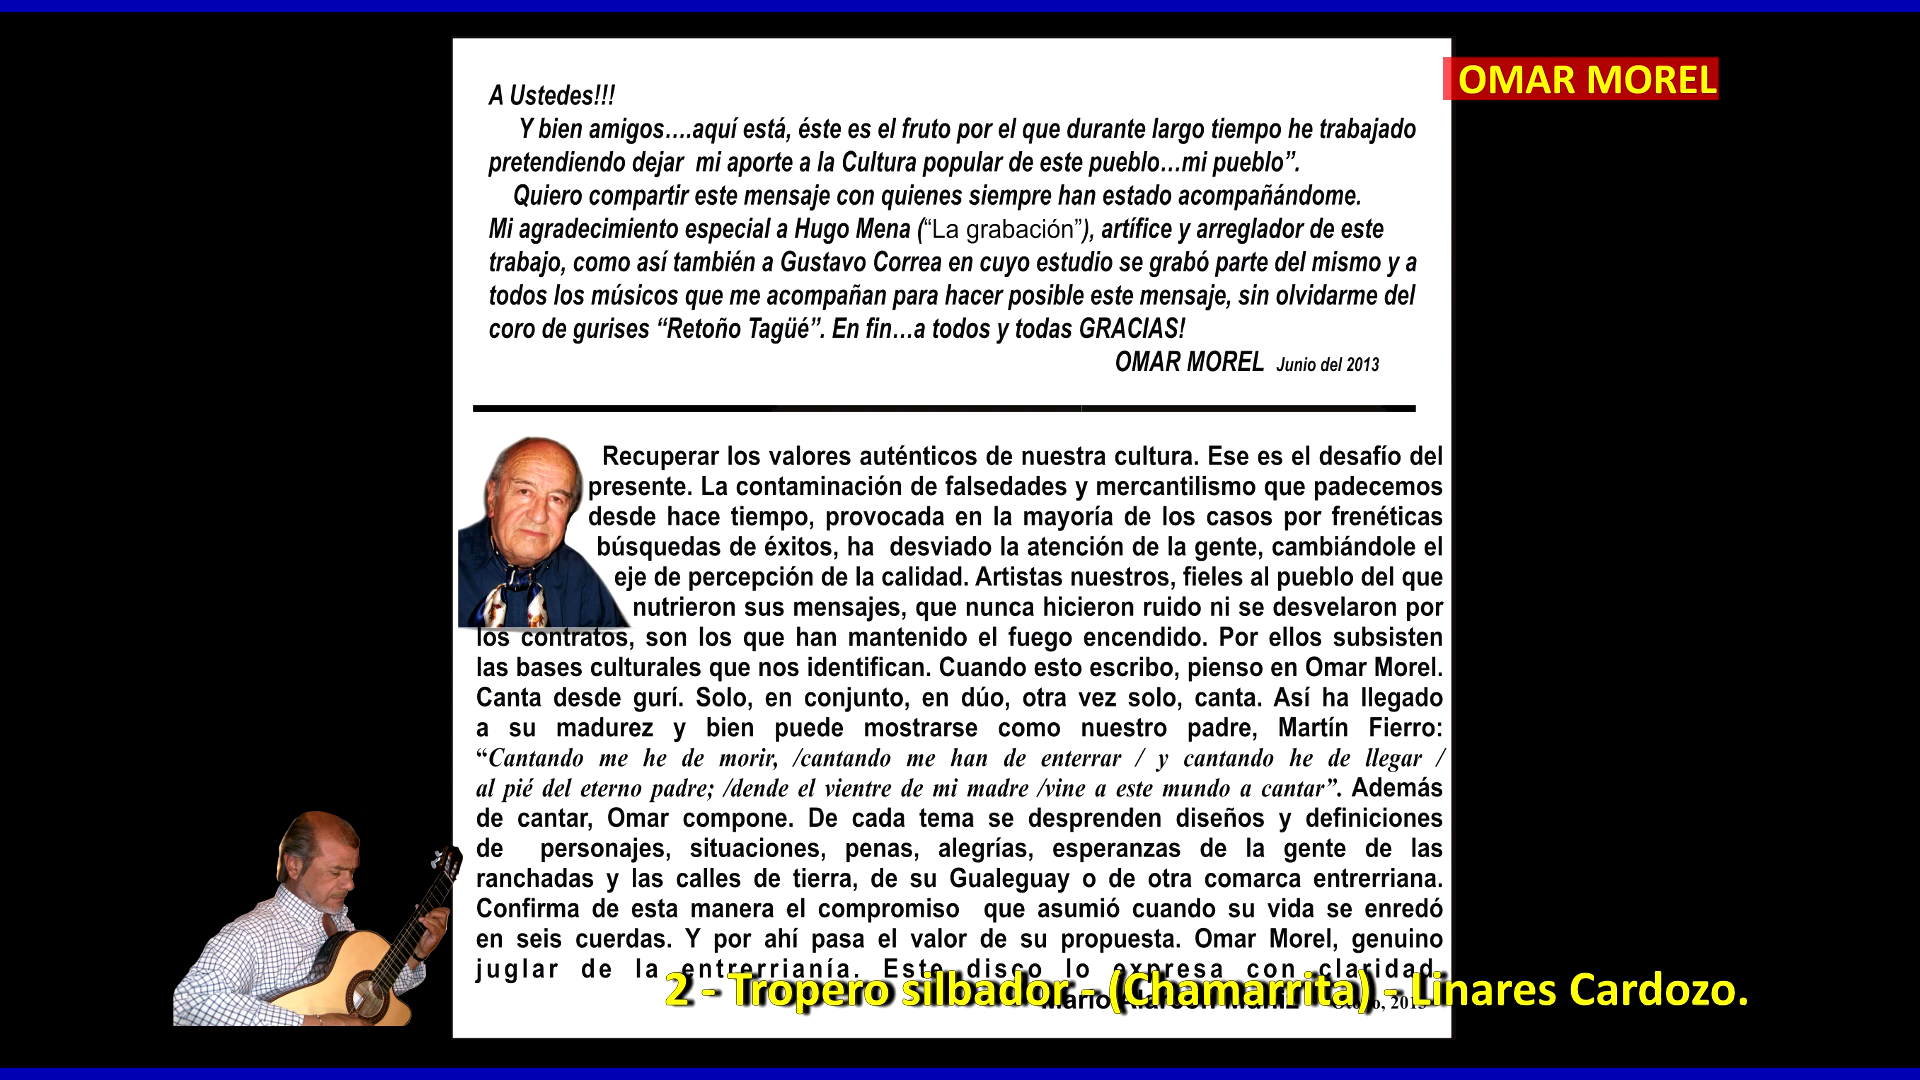 OMAR MOREL
A Ustedes!!!
Y bien amigos….aquí está, éste es el fruto por el que durante largo tiempo he trabajado
pretendiendo dejar mi aporte a la Cultura popular de este pueblo…mi pueblo”.
Quiero compartir este mensaje con quienes siempre han estado acompañándome.
Mi agradecimiento especial a Hugo Mena (“La grabación”), artífice y arreglador de este
trabajo, como así también a Gustavo Correa en cuyo estudio se grabó parte del mismo y a
todos los músicos que me acompañan para hacer posible este mensaje, sin olvidarme del
coro de gurises “Retoño Tagüé”. En fin…a todos y todas GRACIAS!
OMAR MOREL Junio del 2013
Recuperar los valores auténticos de nuestra cultura. Ese es el desafío del
presente. La contaminación de falsedades y mercantilismo que padecemos
desde hace tiempo, provocada en la mayoría de los casos por frenéticas
búsquedas de éxitos, ha desviado la atención de la gente, cambiándole el
eje de percepción de la calidad. Artistas nuestros, fieles al pueblo del que
nutrieron sus mensajes, que nunca hicieron ruido ni se desvelaron por
los contratos, son los que han mantenido el fuego encendido. Por ellos subsisten
las bases culturales que nos identifican. Cuando esto escribo, pienso en Omar Morel.
Canta desde gurí. Solo, en conjunto, en dúo, otra vez solo, canta. Así ha llegado
a su madurez y bien puede mostrarse como nuestro padre, Martín Fierro:
“Cantando me he de morir, /cantando me han de enterrar / y cantando he de llegar /
al pié del eterno padre; /dende el vientre de mi madre /vine a este mundo a cantar”. Además
de cantar, Omar compone. De cada tema se desprenden diseños y definiciones
de personajes, situaciones, penas, alegrías, esperanzas de la gente de las
ranchadas y las calles de tierra, de su Gualeguay o de otra comarca entrerriana.
Confirma de esta manera el compromiso que asumió cuando su vida se enredó
en seis cuerdas. Y por ahí pasa el valor de su propuesta. Omar Morel, genuino
juglar de la entrerrianía. Este disco lo expresa con claridad.
2 - Tropero silbador - (Chamarrita) - Linares Cardozo.